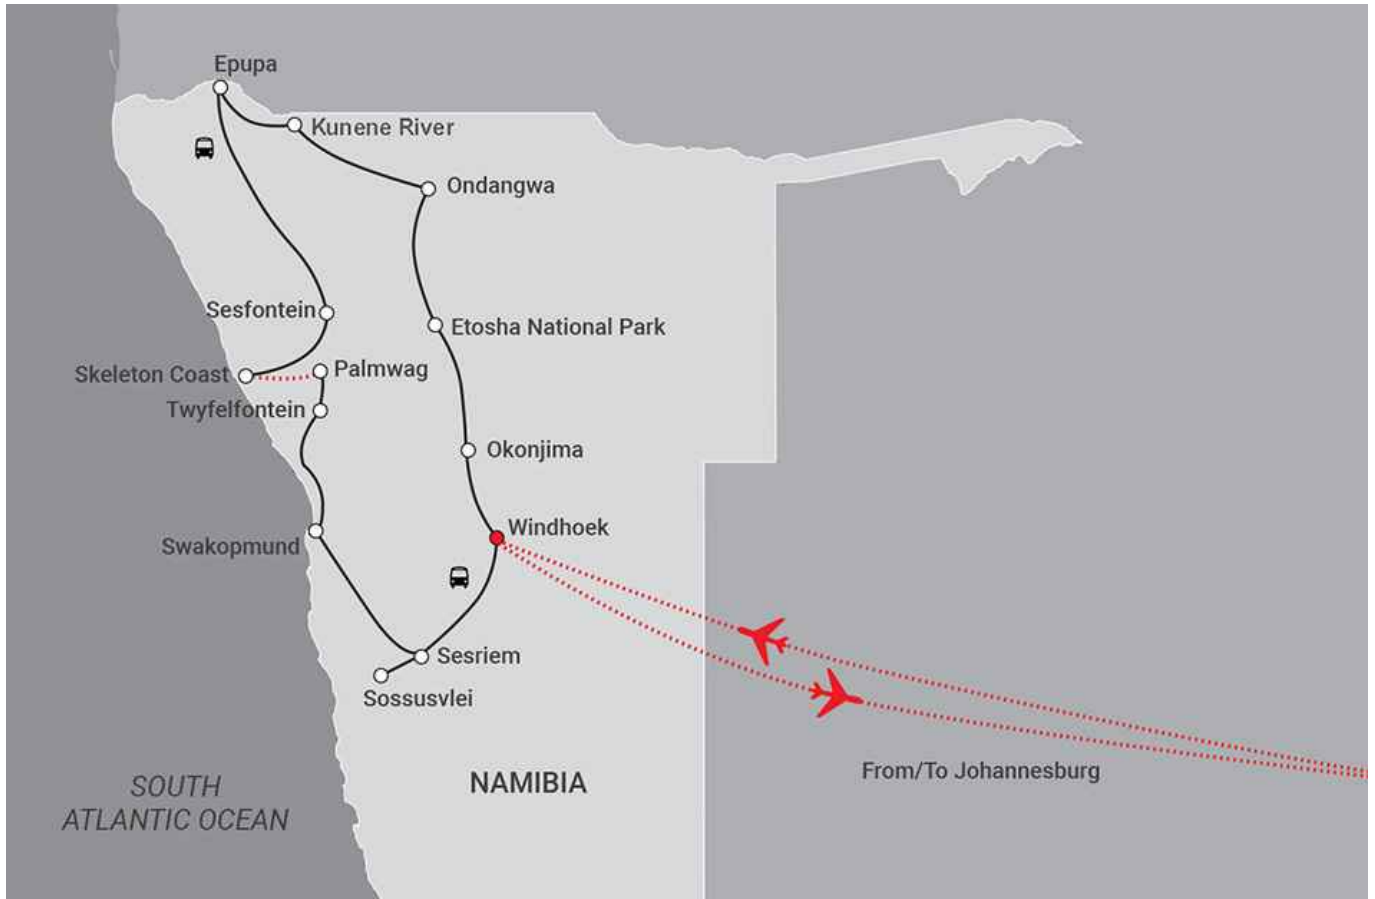 Epupa
Kunene River
Ondangwa
Sesfontein
Etosha National Park
Skeleton Coast
Palmwag
Twyfelfontein
Okonjima
Windhoek
Swakopmund
Sesriem
Sossusvlei
From/To Johannesburg
NAMIBIA
SOUTH
ATLANTIC OCEAN